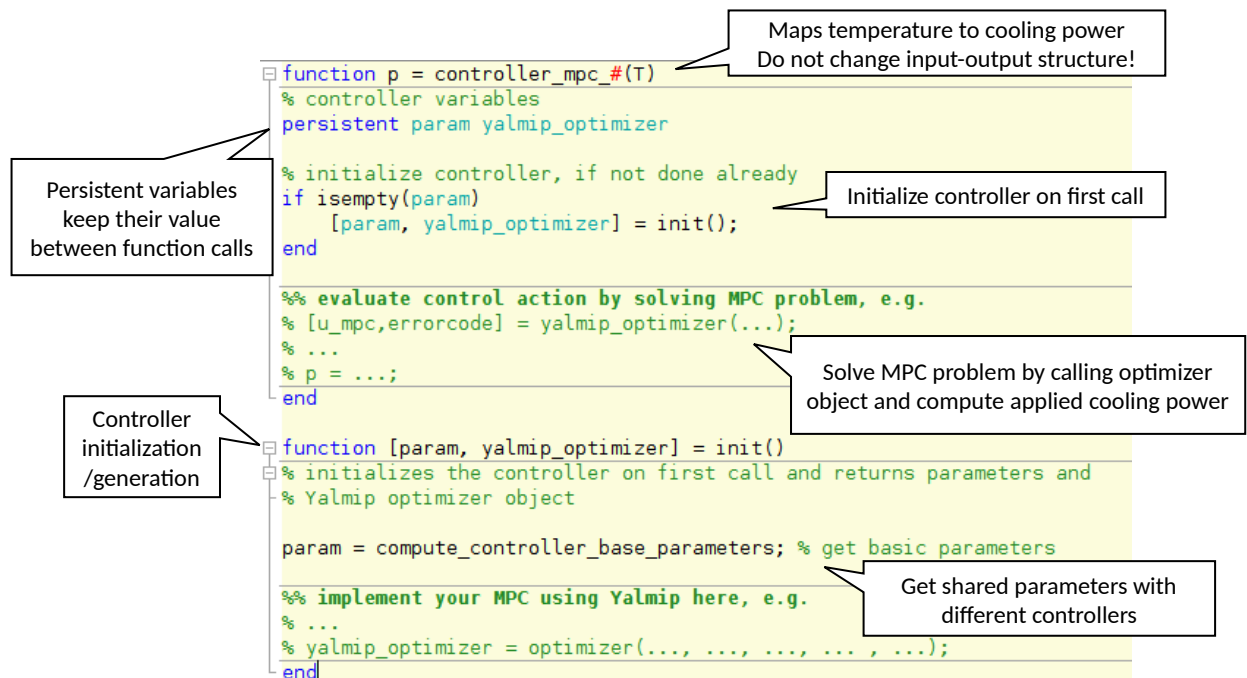 Maps temperature to cooling power
Do not change input-output structure!
function p = controller_mpc_#(T)
% controller variables
persistent param yalmip_optimizer
Persistent variables
keep their value
between function calls
% initialize controller, if not done already
if isempty(param)
[param, yalmip_optimizer] = init();
end
Initialize controller on first call
%% evaluate control action by solving MPC problem, e.g.
% [u_mpc,errorcode] = yalmip_optimizer(...);
% ...
% p = ...;
end
Solve MPC problem by calling optimizer
object and compute applied cooling power
Controller
initialization
/generation
function [param, yalmip_optimizer] = init()
% initializes the controller on first call and returns parameters and
% Yalmip optimizer object
param = compute_controller_base_parameters; % get basic parameters
Get shared parameters with
different controllers
%% implement your MPC using Yalmip here, e.g.
% ...
% yalmip_optimizer = optimizer(..., ..., ..., ... , ...);
end